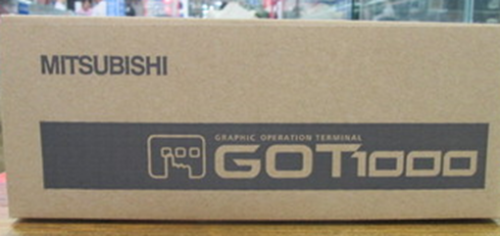 MITSUBISHI
GRAPHIC OPERATION TERMINAL
GOT1000